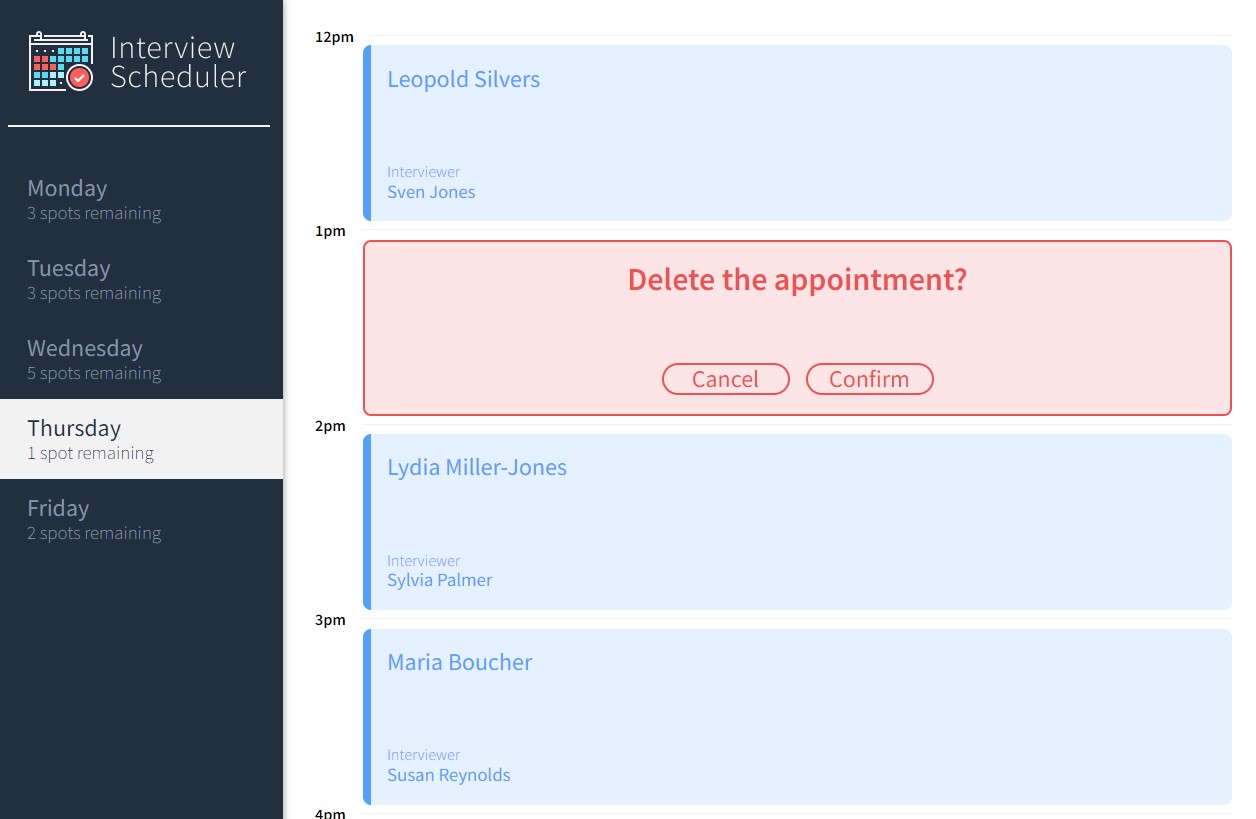 Interview
Scheduler
Monday
3 spots remaining
Tuesday
3 spots remaining
Wednesday
5 spots remaining
Thursday
1 spot remaining
Friday
2 spots remaining
12pm
Leopold Silvers
Interviewer
Sven Jones
1pm
Delete the appointment?
Cancel Confirm
2pm
Lydia Miller-Jones
Interviewer
Sylvia Palmer
3pm
Maria Boucher
Interviewer
Susan Reynolds
4pm